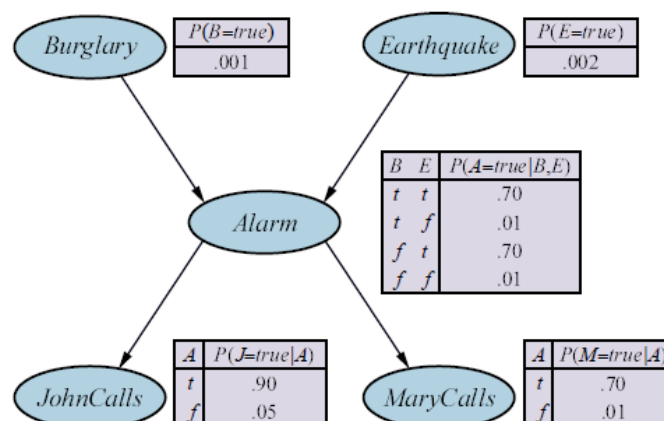 Burglary
P(B=true)
.001
Earthquake
P(E=true)
.002
Alarm
B E P(A=true|B,E)
t t .70
t f .01
f t .70
f f .01
JohnCalls
A P(J=true|A)
t .90
f .05
MaryCalls
A P(M=true|A)
t .70
f .01